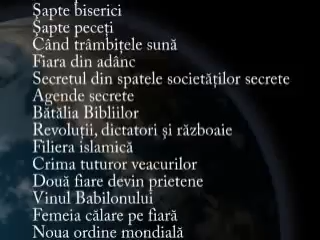 Șapte biserici
Șapte peceți
Când trâmbițele sună
Fiara din adânc
Secretul din spatele societăților secrete
Agende secrete
Bătălia Bibliilor
Revoluții, dictatori și războaie
Filiera islamică
Crima tuturor veacurilor
Două fiare devin prietene
Vinul Babilonului
Femeia călare pe fiară
Noua ordine mondială